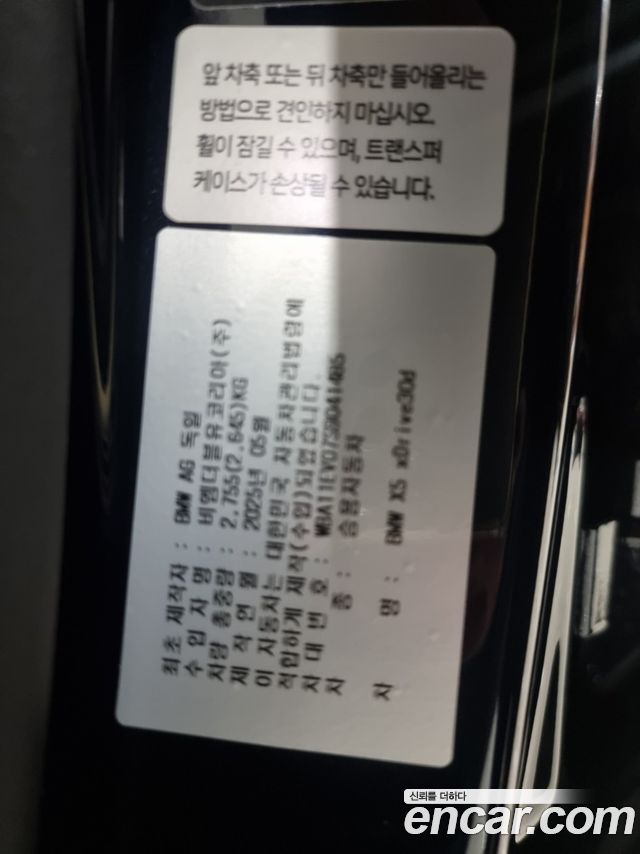 앞 차축 또는 뒤 차축만 들어올리는
방법으로 견인하지 마십시오.
휠이 잠길 수 있으며, 트랜스퍼
케이스가 손상될 수 있습니다.
최초 제작자 : BMW AG 독일
수 입 자 명 : 비엠더블유코리아(주)
차량 총중량 : 2,755(2,645)KG
제 작 연 월 : 2025년 05월
이 자동차는 대한민국 자동차관리법령에
적합하게 제작(수입)되었습니다.
차 대 번 호 : WBA11EV07S9D41485
차 종 : 승용자동차
차 명 : BMW X5 xDrive30d
신뢰를 더하다
encar.com